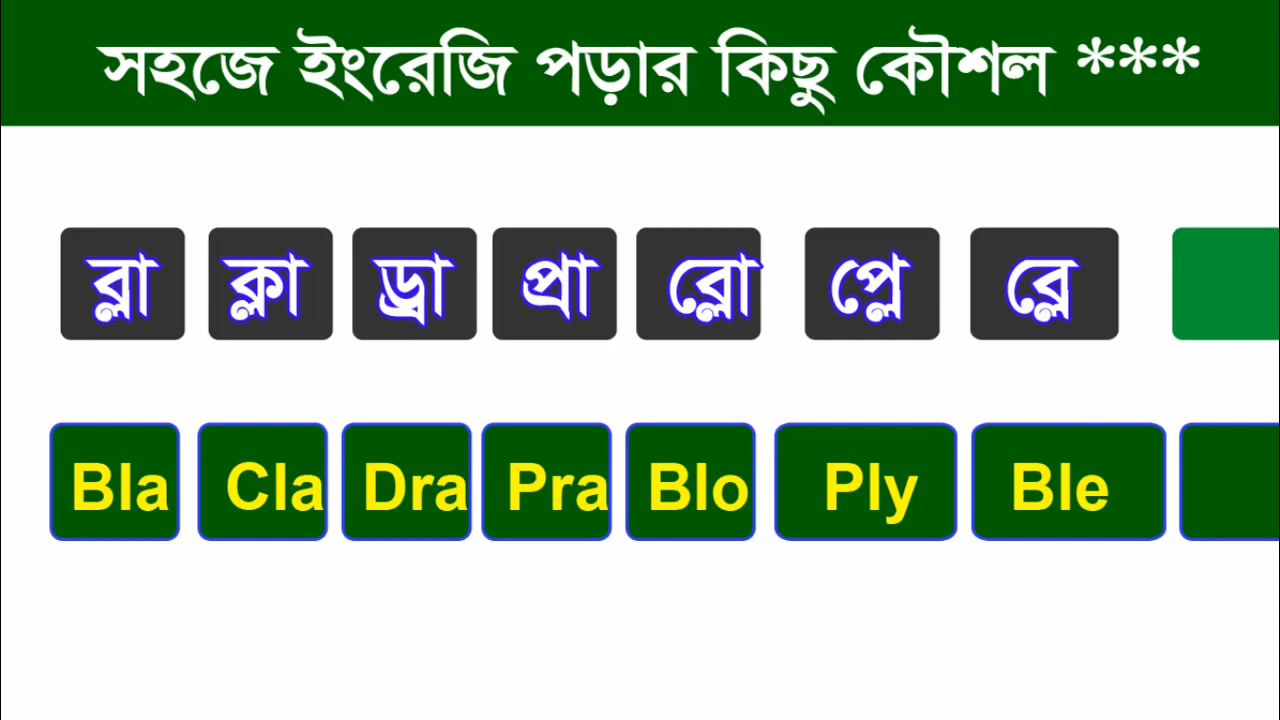 সহজে ইংরেজি পড়ার কিছু কৌশল ***
ব্লা ক্লা ড্রা প্রা ব্লো প্লে ব্লে
Bla Cla Dra Pra Blo Ply Ble